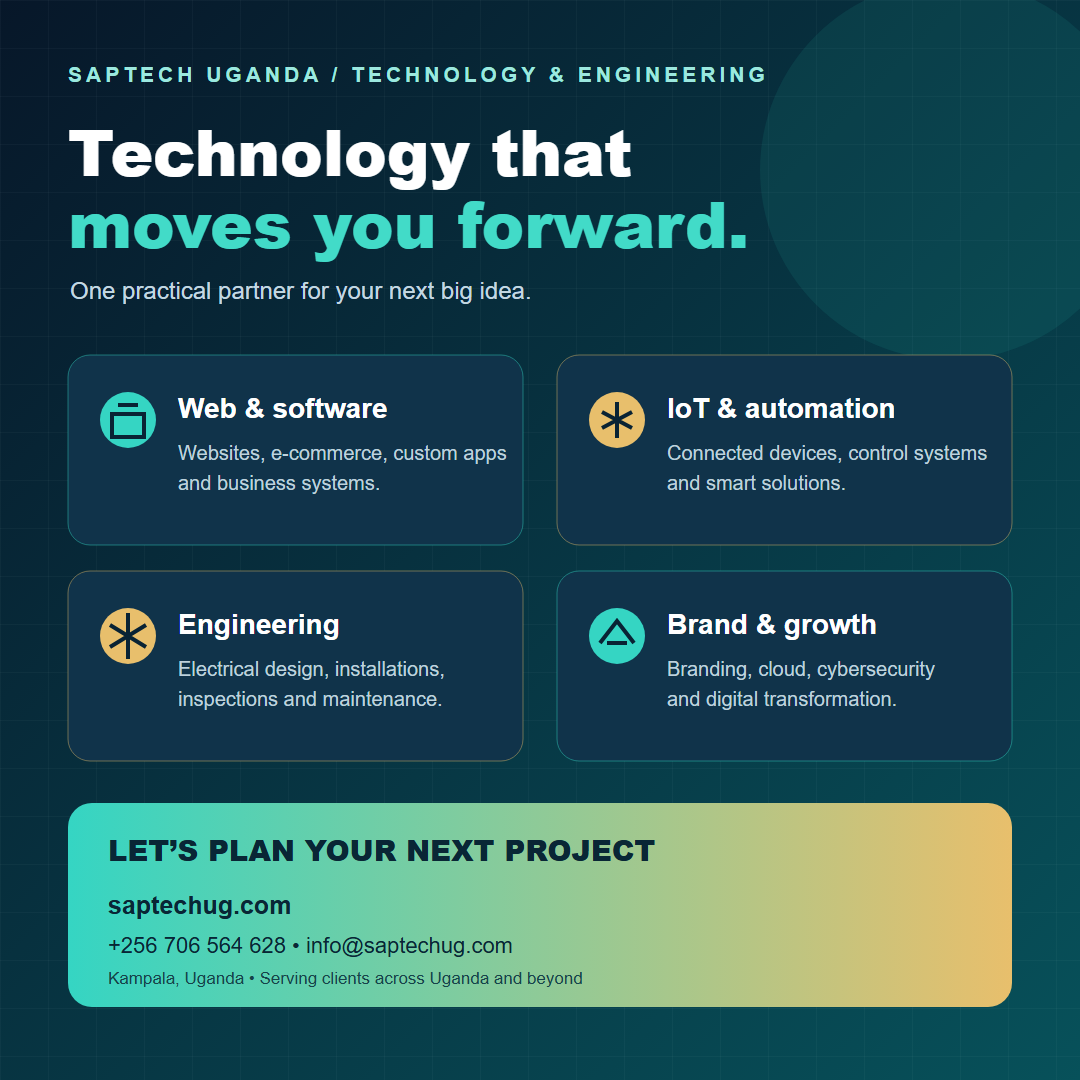 SAPTECH UGANDA / TECHNOLOGY & ENGINEERING
Technology that
moves you forward.
One practical partner for your next big idea.
Web & software
Websites, e-commerce, custom apps
and business systems.
IoT & automation
Connected devices, control systems
and smart solutions.
Engineering
Electrical design, installations,
inspections and maintenance.
Brand & growth
Branding, cloud, cybersecurity
and digital transformation.
LET’S PLAN YOUR NEXT PROJECT
saptechug.com
+256 706 564 628 • info@saptechug.com
Kampala, Uganda • Serving clients across Uganda and beyond